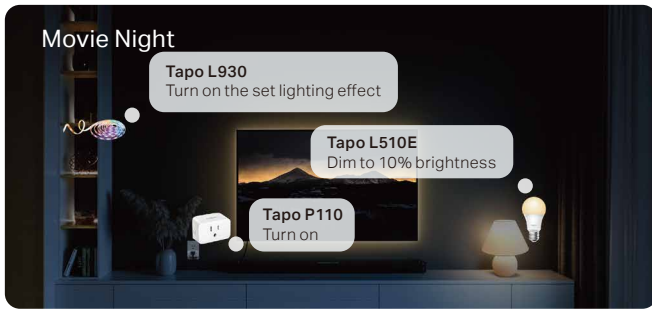 Movie Night
Tapo L930
Turn on the set lighting effect
Tapo L510E
Dim to 10% brightness
Tapo P110
Turn on